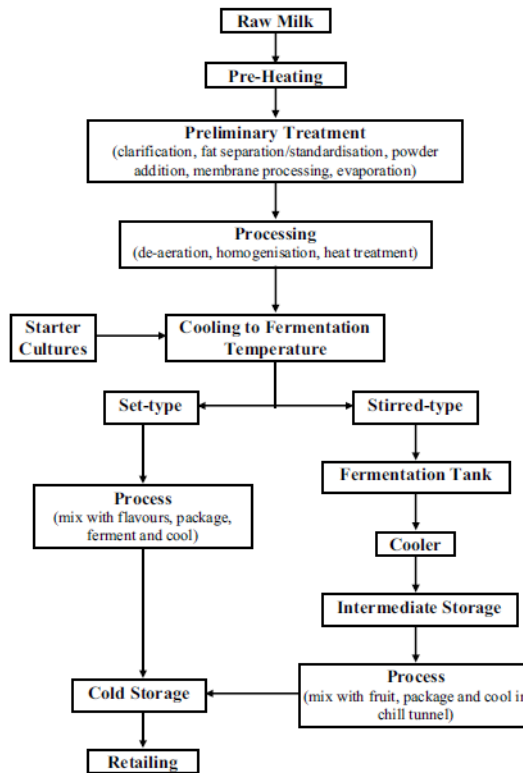 Raw Milk
Pre-Heating
Preliminary Treatment
(clarification, fat separation/standardisation, powder
addition, membrane processing, evaporation)
Processing
(de-aeration, homogenisation, heat treatment)
Starter
Cultures
Cooling to Fermentation
Temperature
Set-type
Stirred-type
Fermentation Tank
Process
(mix with flavours, package,
ferment and cool)
Cooler
Intermediate Storage
Process
(mix with fruit, package and cool in
chill tunnel)
Cold Storage
Retailing